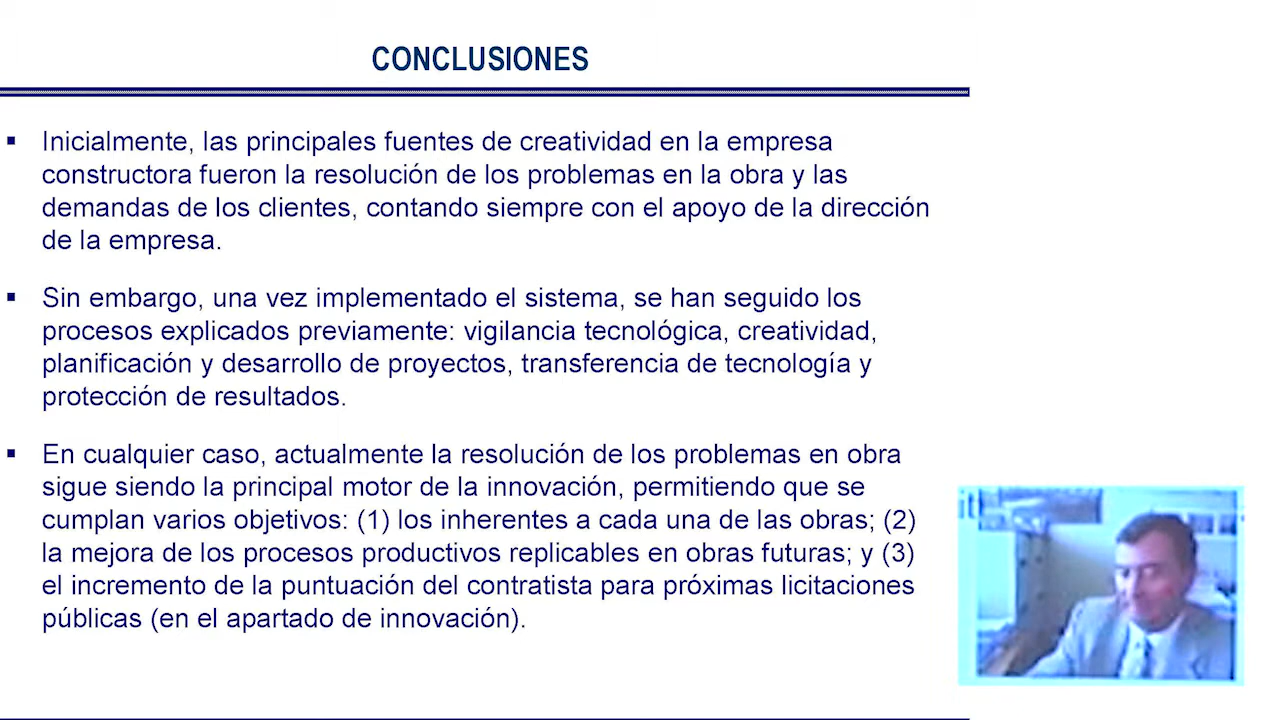 CONCLUSIONES
▪ Inicialmente, las principales fuentes de creatividad en la empresa
constructora fueron la resolución de los problemas en la obra y las
demandas de los clientes, contando siempre con el apoyo de la dirección
de la empresa.
▪ Sin embargo, una vez implementado el sistema, se han seguido los
procesos explicados previamente: vigilancia tecnológica, creatividad,
planificación y desarrollo de proyectos, transferencia de tecnología y
protección de resultados.
▪ En cualquier caso, actualmente la resolución de los problemas en obra
sigue siendo la principal motor de la innovación, permitiendo que se
cumplan varios objetivos: (1) los inherentes a cada una de las obras; (2)
la mejora de los procesos productivos replicables en obras futuras; y (3)
el incremento de la puntuación del contratista para próximas licitaciones
públicas (en el apartado de innovación).